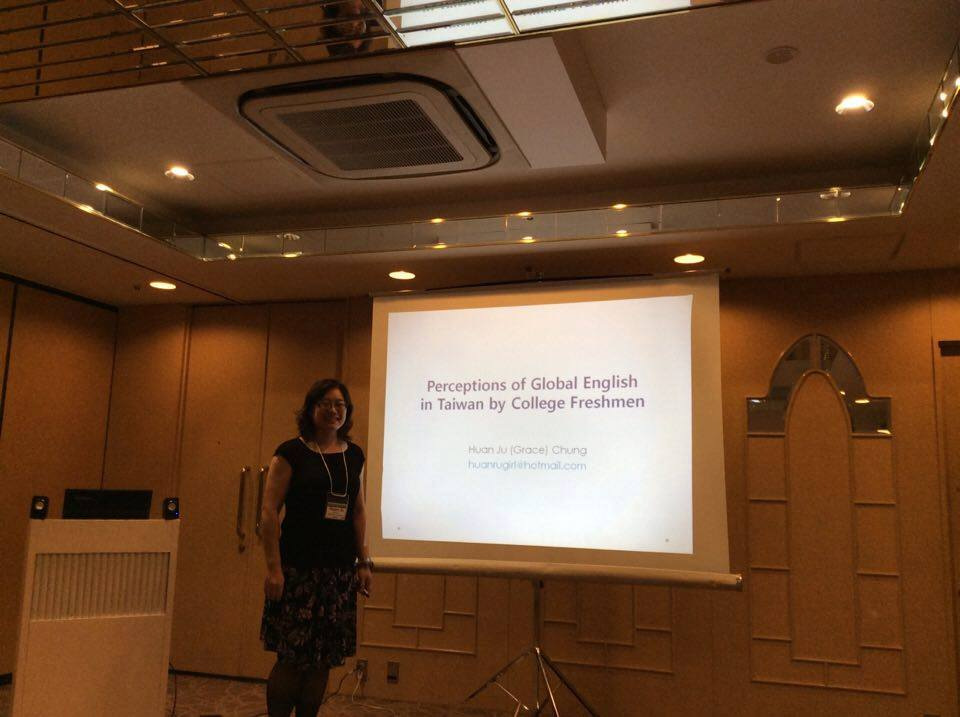 Perceptions of Global English
in Taiwan by College Freshmen
Huan Ju (Grace) Chung
huanrugirl@hotmail.com